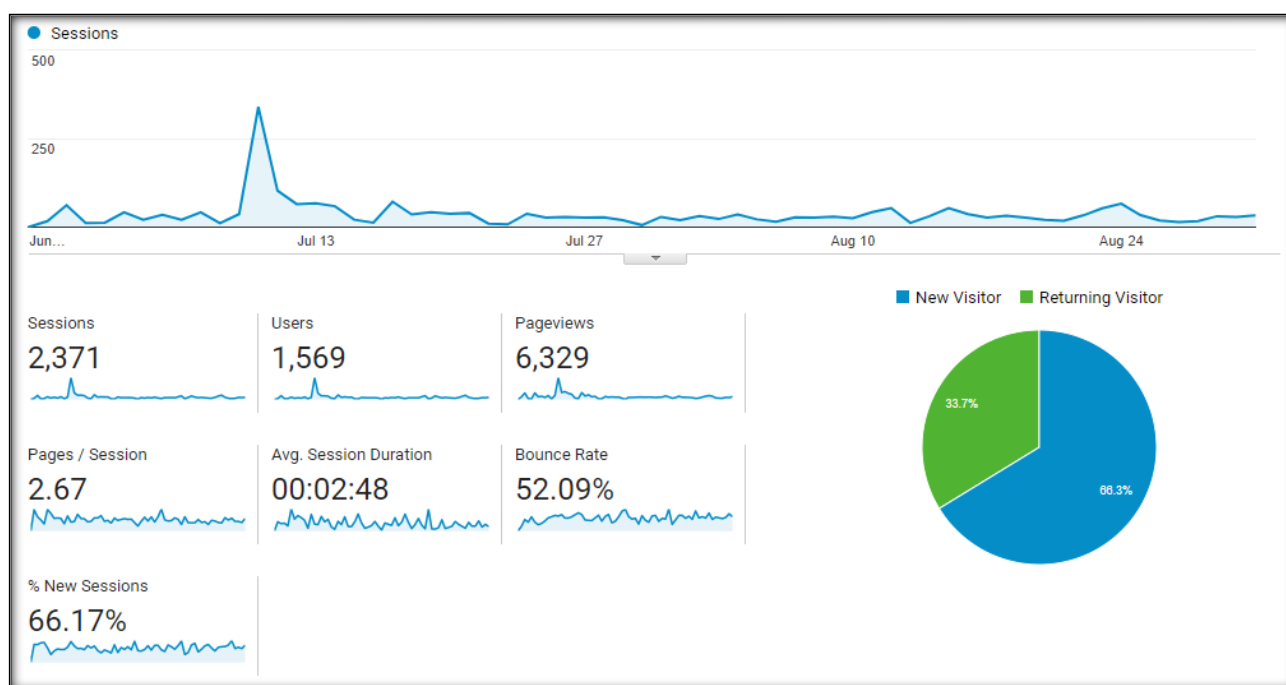 Sessions
500
250
Jun... Jul 13 Jul 27 Aug 10 Aug 24
New Visitor Returning Visitor
Sessions Users Pageviews
2,371 1,569 6,329
33.7%
Pages / Session Avg. Session Duration Bounce Rate
2.67 00:02:48 52.09%
66.3%
% New Sessions
66.17%